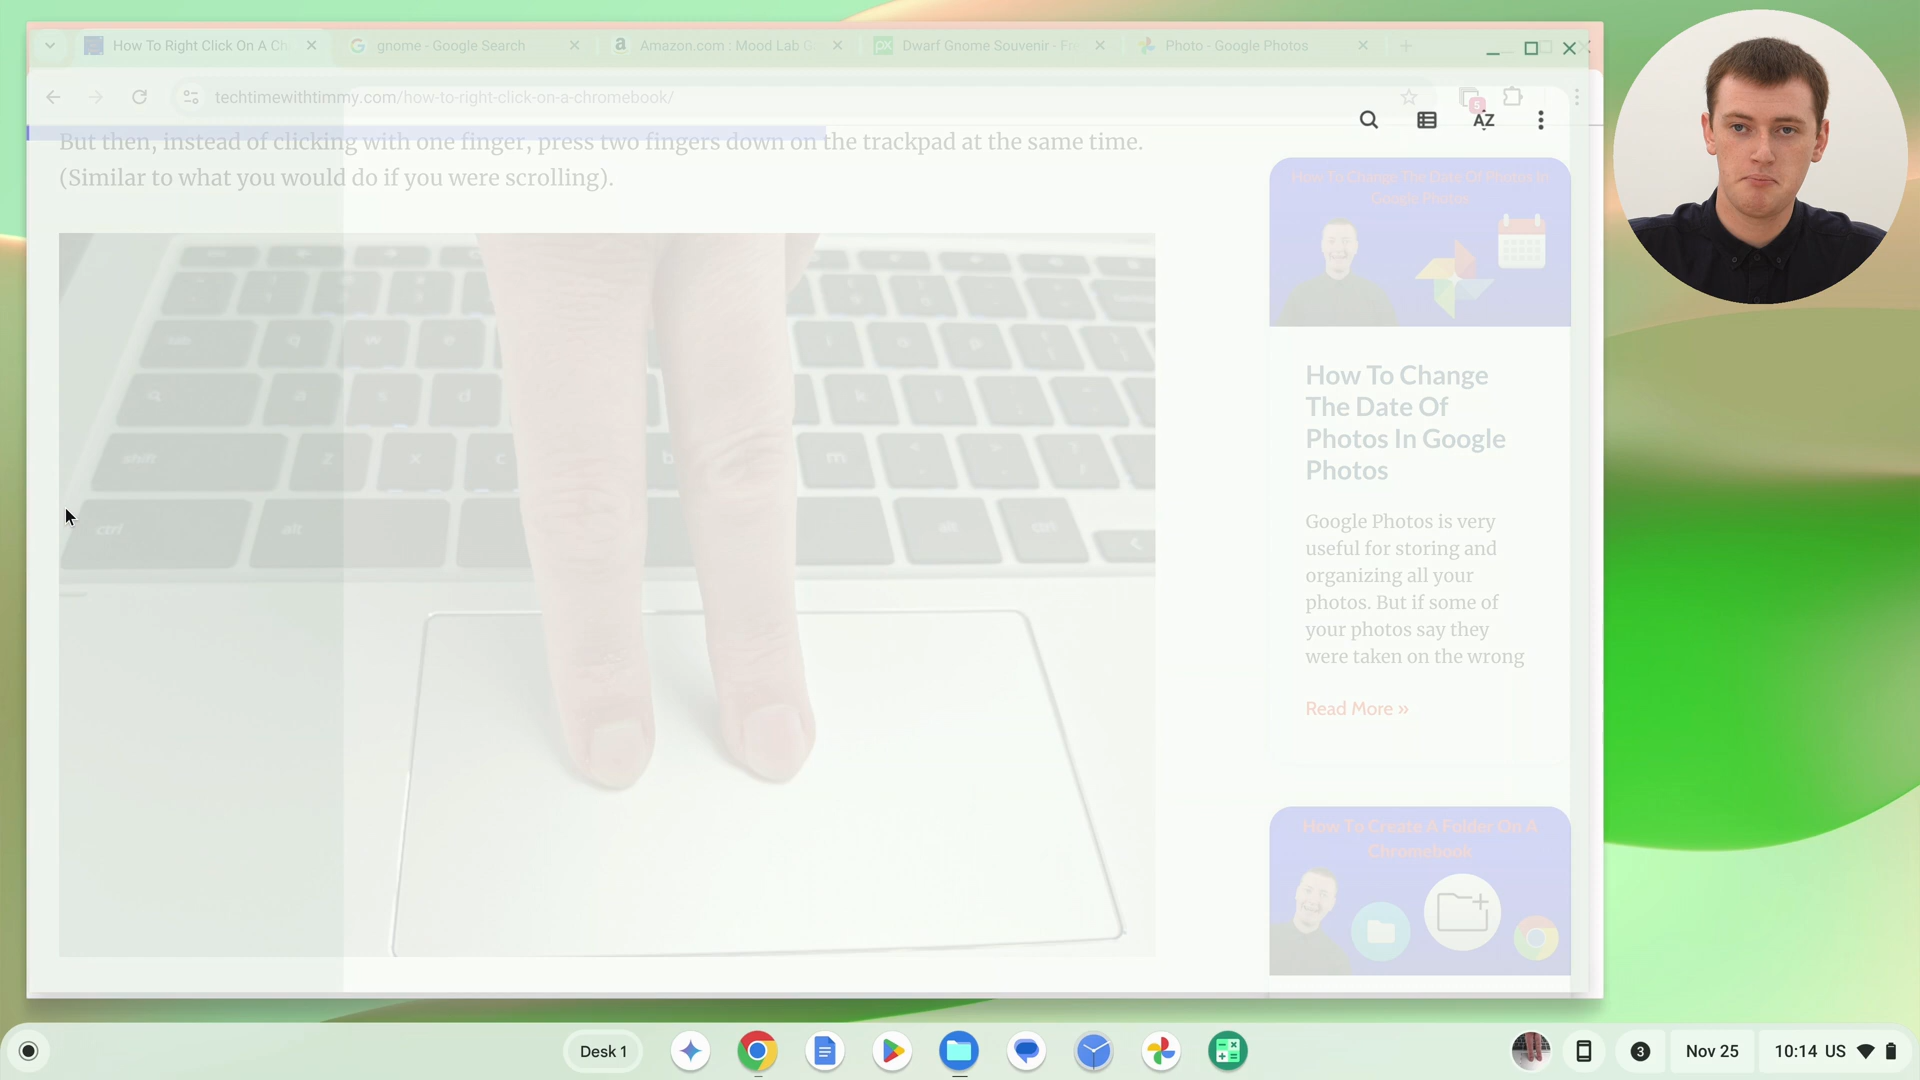 How To Right Click On A Ch
gnome - Google Search
Amazon.com : Mood Lab G
Dwarf Gnome Souvenir - Fre
Photo - Google Photos
techtimewithtimmy.com/how-to-right-click-on-a-chromebook/
5
AZ
But then, instead of clicking with one finger, press two fingers down on the trackpad at the same time.
(Similar to what you would do if you were scrolling).
tab
q
w
e
p
a
s
d
k
shift
z
x
c
b
m
ctrl
alt
alt
ctrl
How To Change The Date Of Photos In
Google Photos
How To Change
The Date Of
Photos In Google
Photos
Google Photos is very
useful for storing and
organizing all your
photos. But if some of
your photos say they
were taken on the wrong
Read More »
How To Create A Folder On A
Chromebook
Desk 1
3
Nov 25
10:14 US